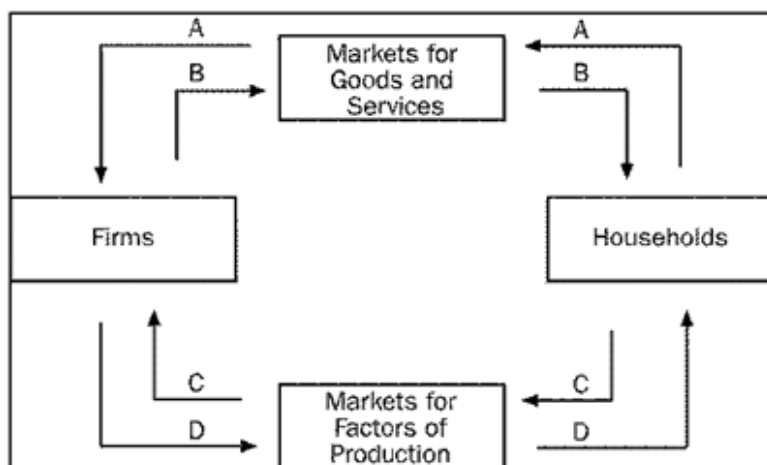 A
A
Markets for
Goods and
Services
B
B
Firms
Households
C
C
Markets for
Factors of
Production
D
D